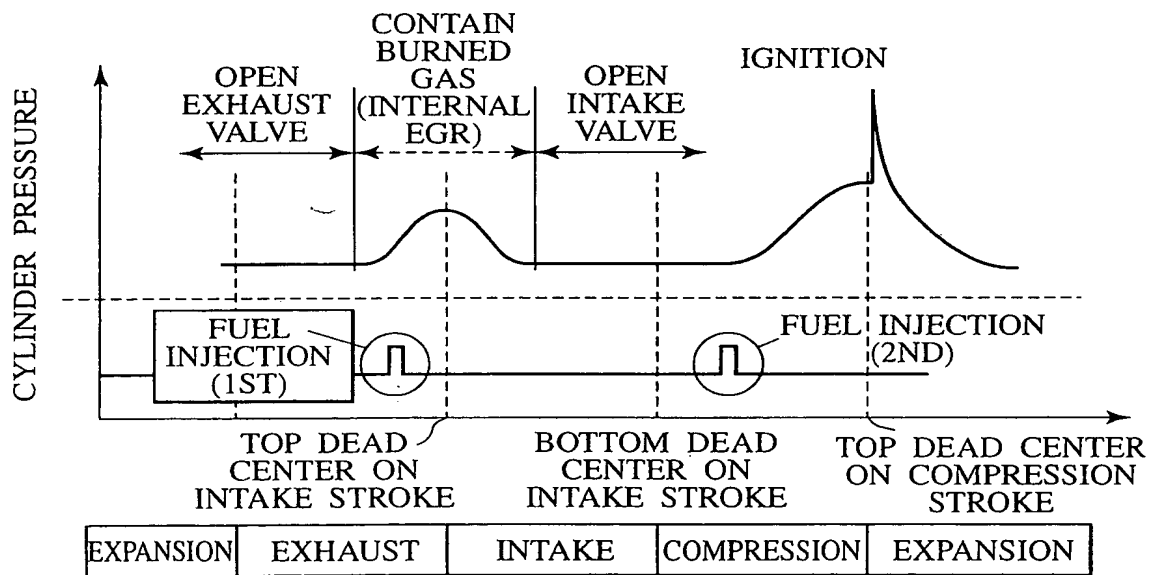 CYLINDER PRESSURE
OPEN
EXHAUST
VALVE
CONTAIN
BURNED
GAS
(INTERNAL
EGR)
OPEN
INTAKE
VALVE
IGNITION
FUEL
INJECTION
(1ST)
FUEL INJECTION
(2ND)
TOP DEAD
CENTER ON
INTAKE STROKE
BOTTOM DEAD
CENTER ON
INTAKE STROKE
TOP DEAD CENTER
ON COMPRESSION
STROKE
EXPANSION
EXHAUST
INTAKE
COMPRESSION
EXPANSION